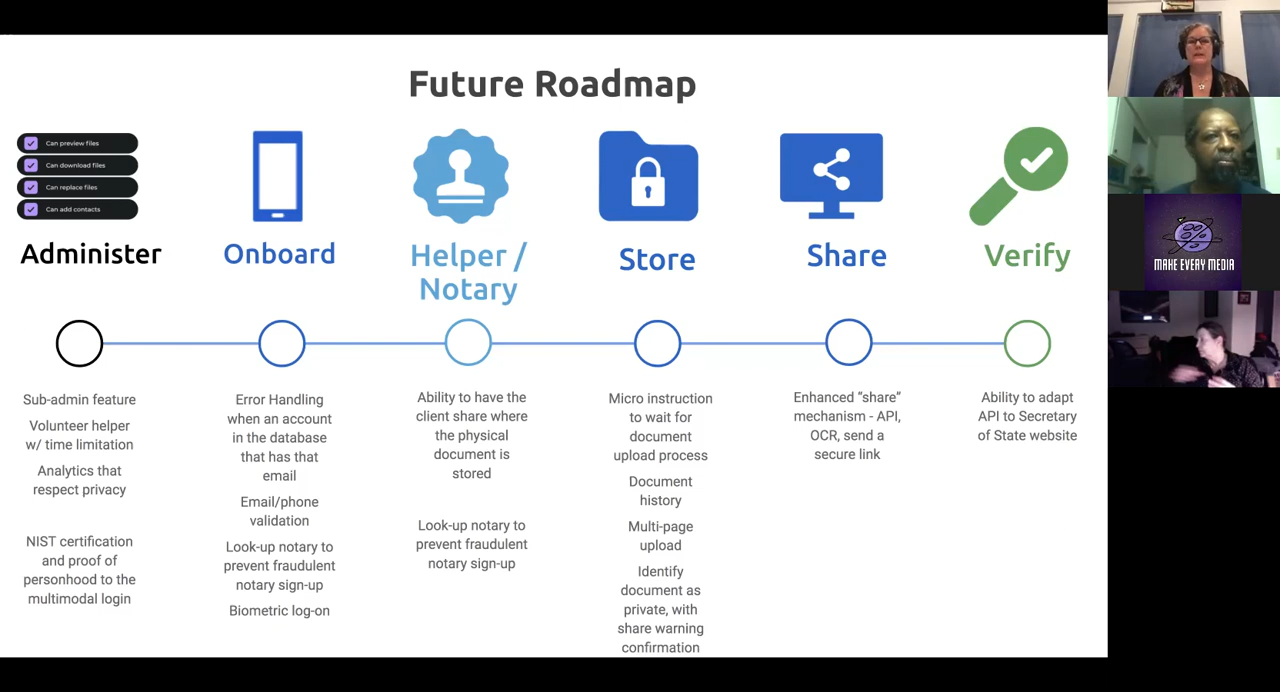 Future Roadmap
Can preview files
Can download files
Can replace files
Can add contacts
Administer
Onboard
Helper /
Notary
Store
Share
Verify
Sub-admin feature
Volunteer helper
w/ time limitation
Analytics that
respect privacy
NIST certification
and proof of
personhood to the
multimodal login
Error Handling
when an account
in the database
that has that
email
Email/phone
validation
Look-up notary to
prevent fraudulent
notary sign-up
Biometric log-on
Ability to have the
client share where
the physical
document is
stored
Look-up notary to
prevent fraudulent
notary sign-up
Micro instruction
to wait for
document
upload process
Document
history
Multi-page
upload
Identify
document as
private, with
share warning
confirmation
Enhanced “share”
mechanism - API,
OCR, send a
secure link
Ability to adapt
API to Secretary
of State website
MAKE EVERY MEDIA